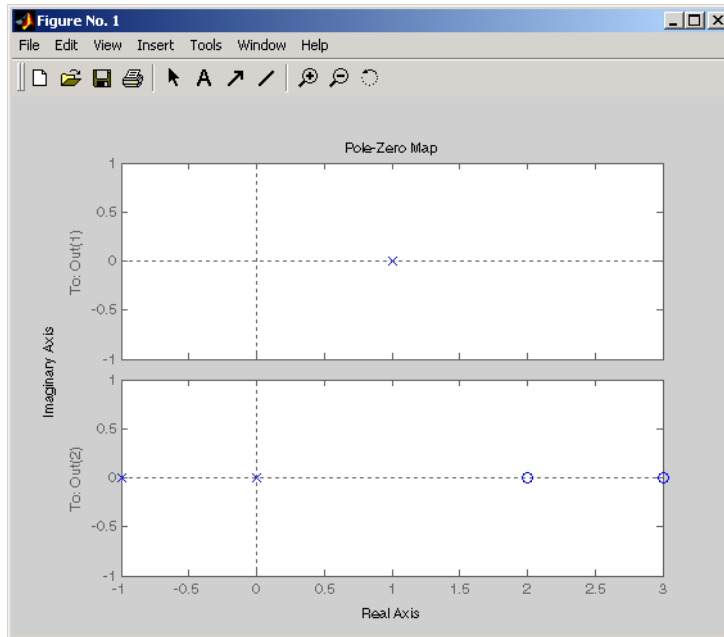 Figure No. 1
File Edit View Insert Tools Window Help
A
Pole-Zero Map
Imaginary Axis
To: Out(1)
1
0.5
0
-0.5
-1
To: Out(2)
1
0.5
0
-0.5
-1
-1 -0.5 0 0.5 1 1.5 2 2.5 3
Real Axis